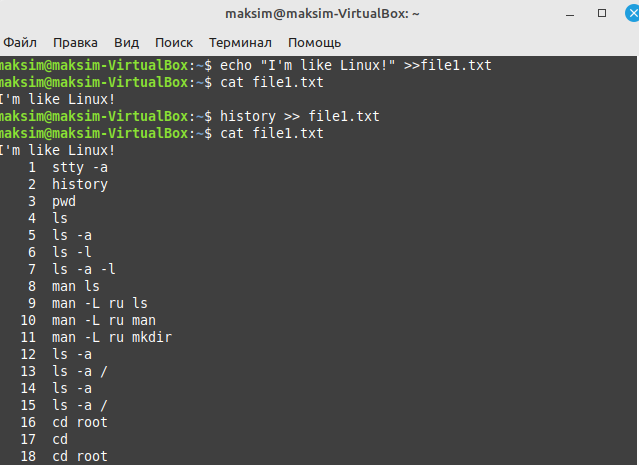 maksim@maksim-VirtualBox: ~
Файл Правка Вид Поиск Терминал Помощь
maksim@maksim-VirtualBox:~$ echo "I'm like Linux!" >>file1.txt
maksim@maksim-VirtualBox:~$ cat file1.txt
I'm like Linux!
maksim@maksim-VirtualBox:~$ history >> file1.txt
maksim@maksim-VirtualBox:~$ cat file1.txt
I'm like Linux!
1 stty -a
2 history
3 pwd
4 ls
5 ls -a
6 ls -l
7 ls -a -l
8 man ls
9 man -L ru ls
10 man -L ru man
11 man -L ru mkdir
12 ls -a
13 ls -a /
14 ls -a
15 ls -a /
16 cd root
17 cd
18 cd root